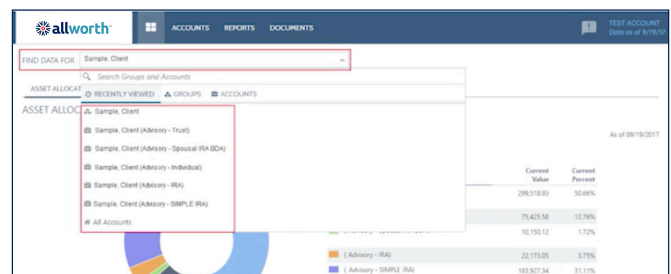 allworth
ACCOUNTS REPORTS DOCUMENTS
TEST ACCOUNT
Data as of 9/19/17
FIND DATA FOR Sample, Client
Search Groups and Accounts
ASSET ALLOCAT
RECENTLY VIEWED GROUPS ACCOUNTS
ASSET ALLOC
Sample, Client
Sample, Client (Advisory - Trust)
As of 09/19/2017
Sample, Client (Advisory - Spousal IRA BDA)
Sample, Client (Advisory - Individual)
Sample, Client (Advisory - IRA)
Sample, Client (Advisory - SIMPLE IRA)
All Accounts
Current Value Current Percent
299,518.93 50.66%
75,425.58 12.76%
10,150.12 1.72%
( Advisory - IRA) 22,173.05 3.75%
( Advisory - SIMPLE IRA) 183,927.34 31.11%